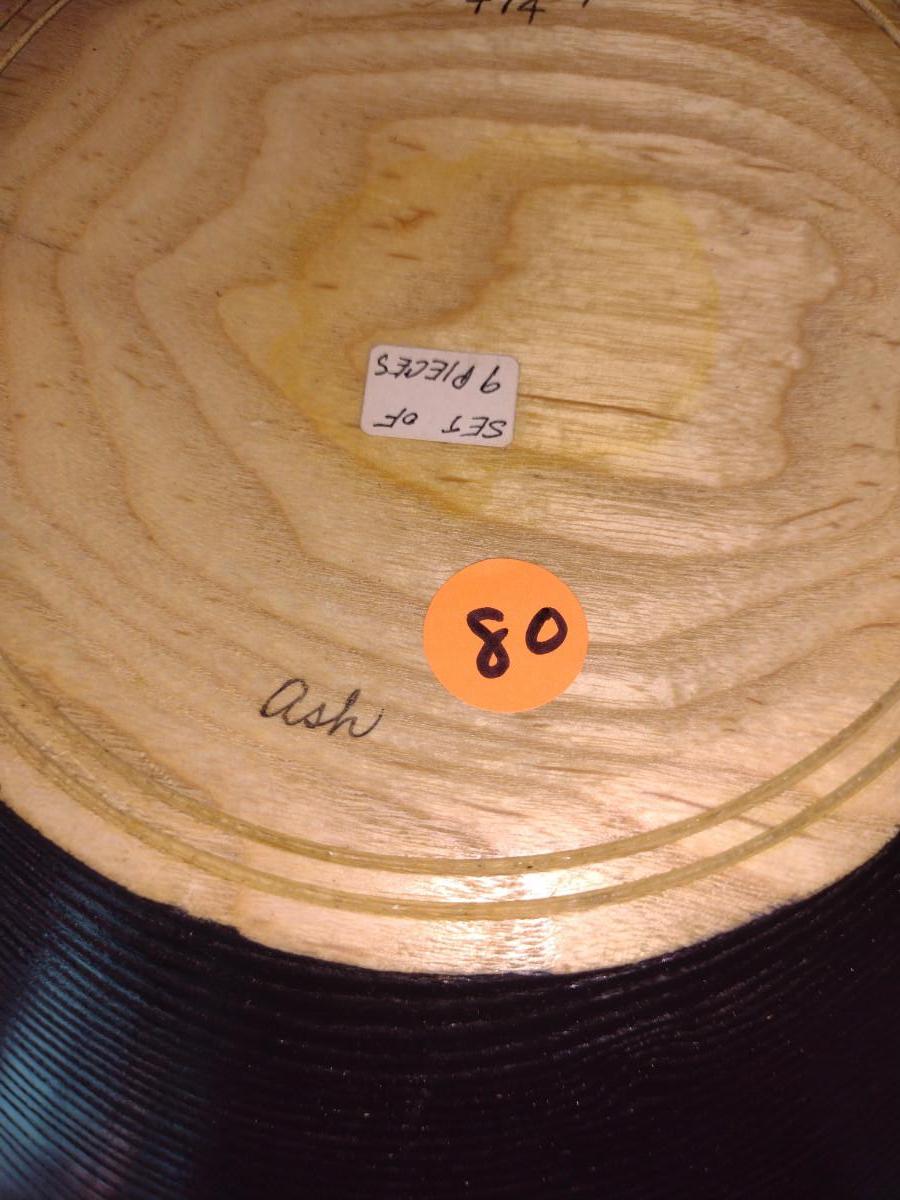 SET OF
9 PIECES
80
Ash